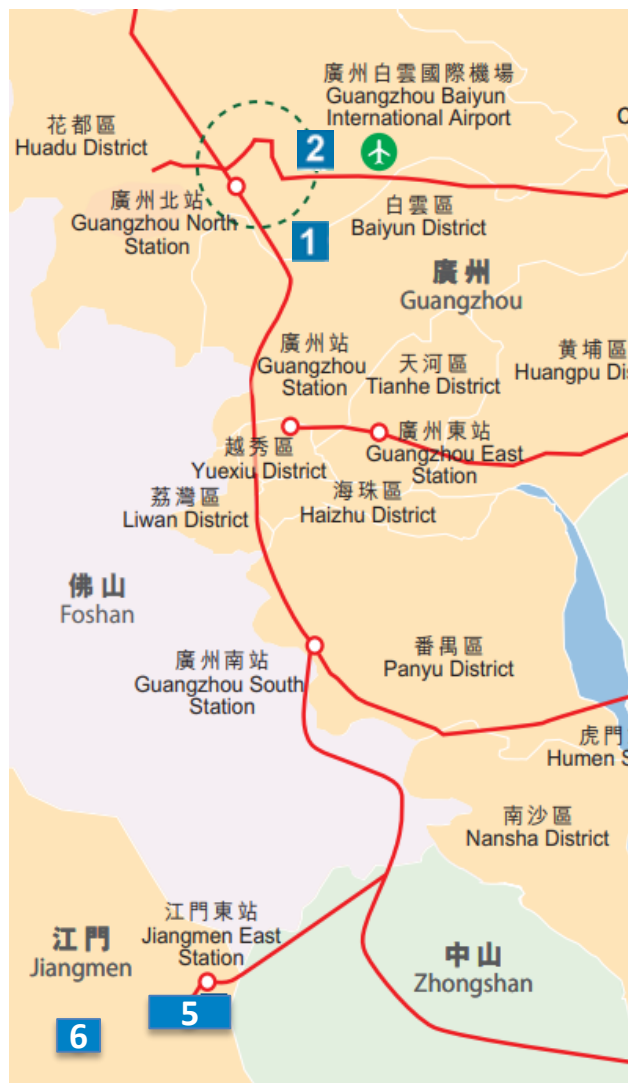 廣州白雲國際機場
Guangzhou Baiyun
International Airport
花都區
Huadu District
2
廣州北站
Guangzhou North
Station
白雲區
Baiyun District
1
廣州
Guangzhou
廣州站
Guangzhou
Station
天河區
Tianhe District
黄埔區
Huangpu Dis
越秀區
Yuexiu District
廣州東站
Guangzhou East
Station
荔灣區
Liwan District
海珠區
Haizhu District
佛山
Foshan
廣州南站
Guangzhou South
Station
番禺區
Panyu District
虎門
Humen S
南沙區
Nansha District
江門東站
Jiangmen East
Station
江門
Jiangmen
中山
Zhongshan
5
6